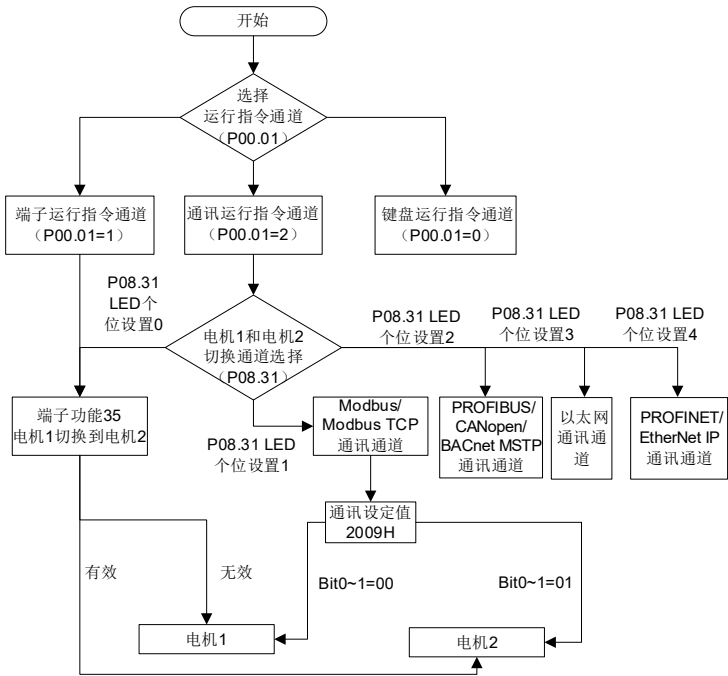 开始
选择
运行指令通道
（P00.01）
端子运行指令通道
（P00.01=1）
通讯运行指令通道
（P00.01=2）
键盘运行指令通道
（P00.01=0）
P08.31
LED个
位设置0
电机1和电机2
切换通道选择
（P08.31）
P08.31 LED
个位设置2
P08.31 LED
个位设置3
P08.31 LED
个位设置4
端子功能35
电机1切换到电机2
P08.31 LED
个位设置1
Modbus/
Modbus TCP
通讯通道
PROFIBUS/
CANopen/
BACnet MSTP
通讯通道
以太网
通讯通
道
PROFINET/
EtherNet IP
通讯通道
通讯设定值
2009H
有效
无效
Bit0~1=00
Bit0~1=01
电机1
电机2